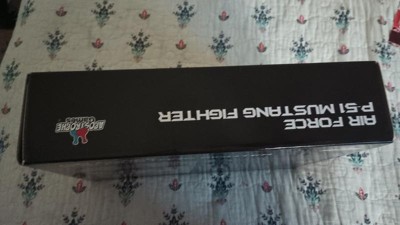 AIR FORCE
P-51 MUSTANG FIGHTER